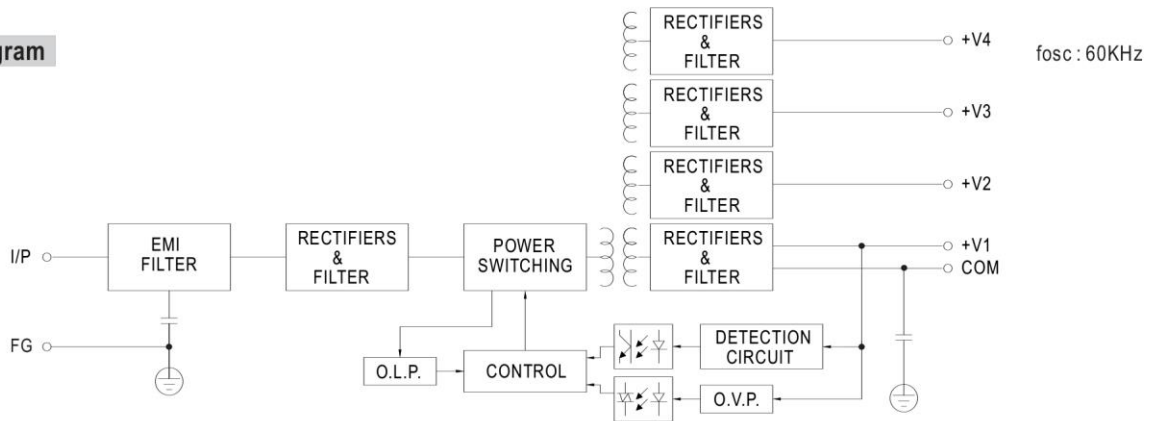 RECTIFIERS
&
FILTER
+V4
fosc : 60KHz
RECTIFIERS
&
FILTER
+V3
RECTIFIERS
&
FILTER
+V2
I/P
EMI
FILTER
RECTIFIERS
&
FILTER
POWER
SWITCHING
RECTIFIERS
&
FILTER
+V1
COM
FG
O.L.P.
CONTROL
DETECTION
CIRCUIT
O.V.P.